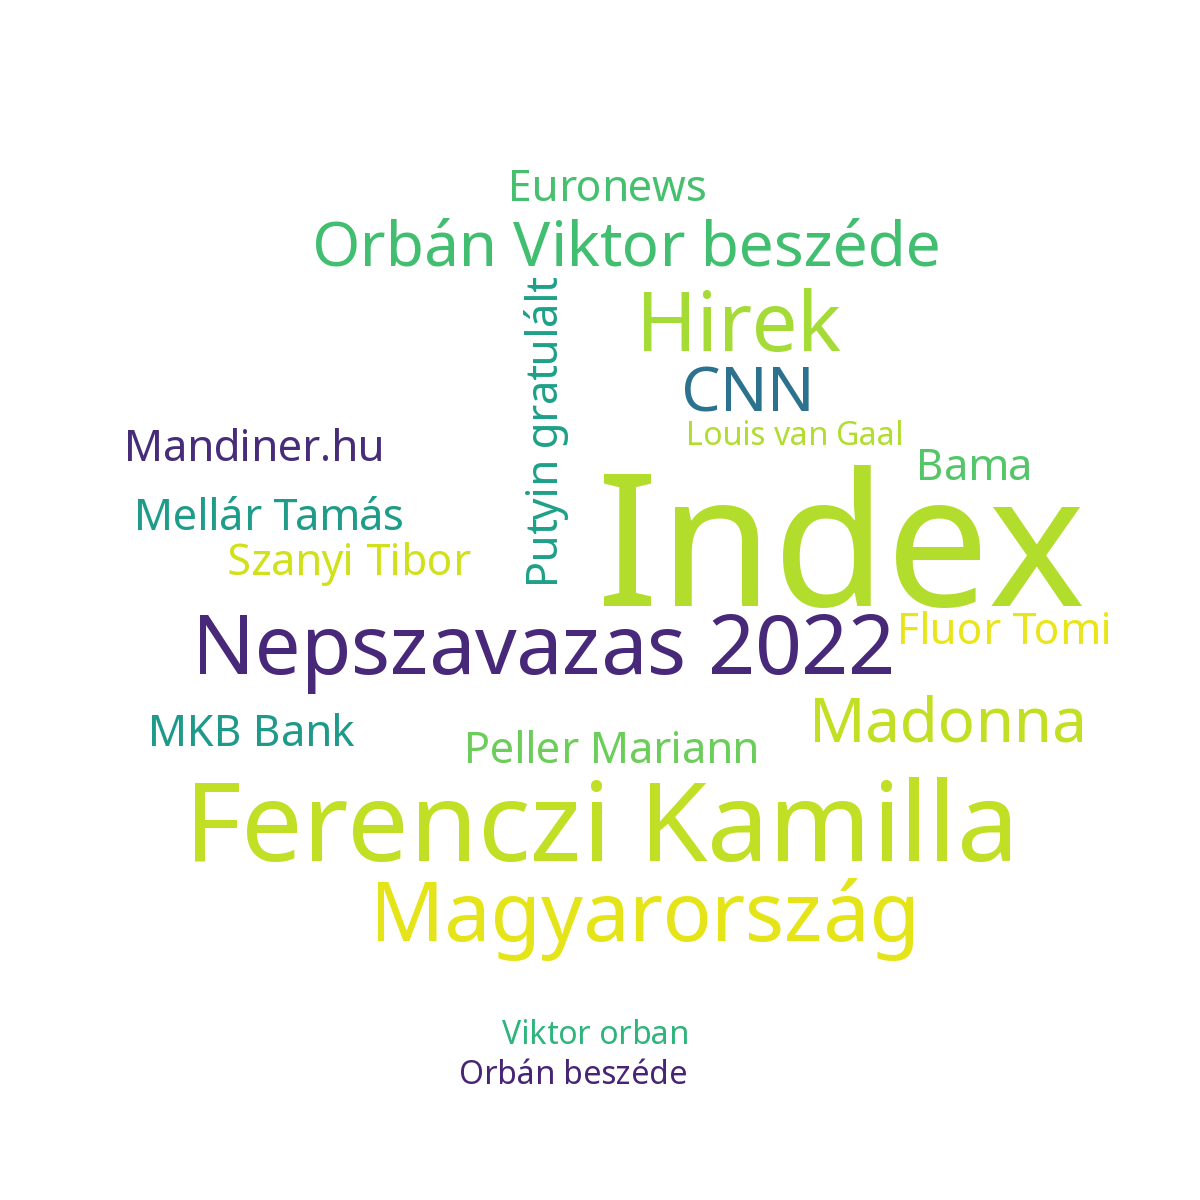 Euronews
Orbán Viktor beszéde
Putyin gratulált
Hirek
CNN
Louis van Gaal
Mandiner.hu
Bama
Index
Mellár Tamás
Szanyi Tibor
Nepszavazas 2022
Fluor Tomi
Madonna
MKB Bank
Peller Mariann
Ferenczi Kamilla
Magyarország
Viktor orban
Orbán beszéde